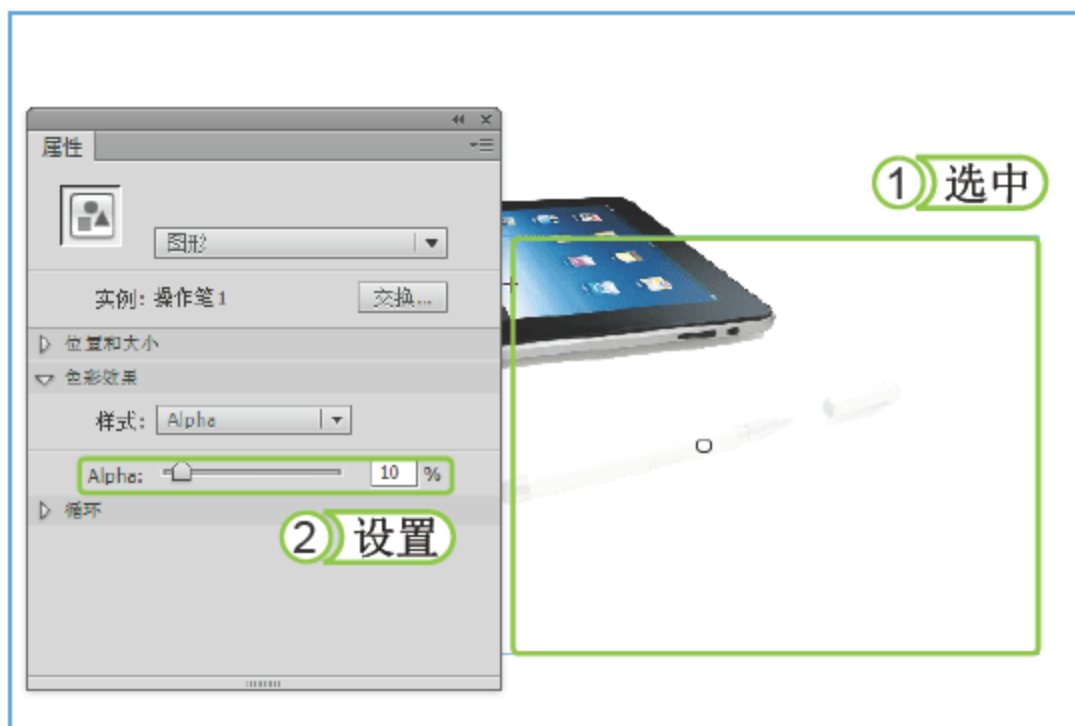 属性
① 选中
图形
实例: 操作笔1
交换...
位置和大小
色彩效果
样式: Alpha
Alpha: 10 %
循环
② 设置